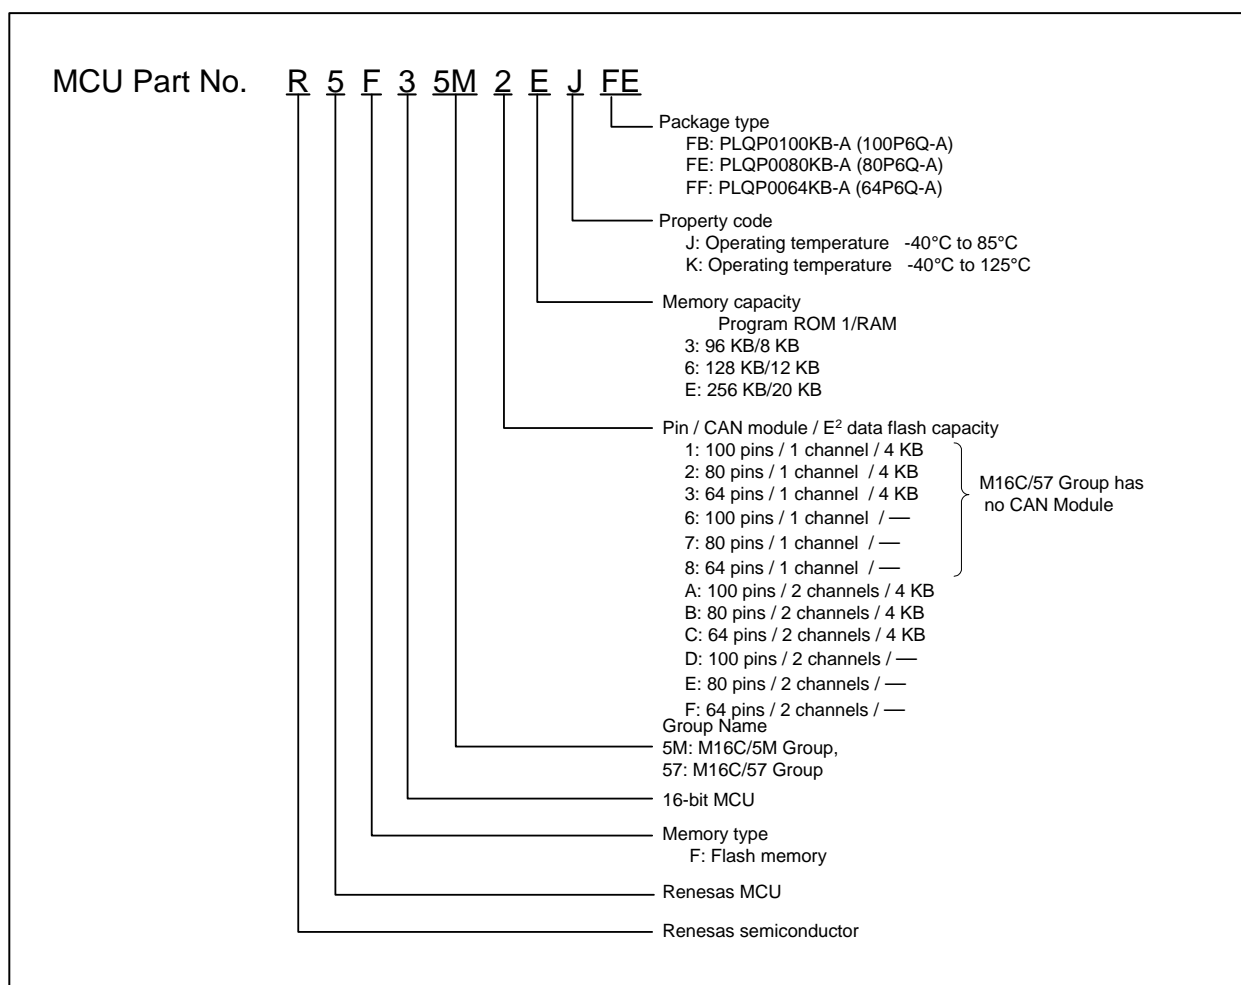 MCU Part No. R 5 F 3 5M 2 E J FE
Package type
FB: PLQP0100KB-A (100P6Q-A)
FE: PLQP0080KB-A (80P6Q-A)
FF: PLQP0064KB-A (64P6Q-A)
Property code
J: Operating temperature -40°C to 85°C
K: Operating temperature -40°C to 125°C
Memory capacity
Program ROM 1/RAM
3: 96 KB/8 KB
6: 128 KB/12 KB
E: 256 KB/20 KB
Pin / CAN module / E² data flash capacity
1: 100 pins / 1 channel / 4 KB
2: 80 pins / 1 channel / 4 KB
3: 64 pins / 1 channel / 4 KB
6: 100 pins / 1 channel / —
7: 80 pins / 1 channel / —
8: 64 pins / 1 channel / —
M16C/57 Group has
no CAN Module
A: 100 pins / 2 channels / 4 KB
B: 80 pins / 2 channels / 4 KB
C: 64 pins / 2 channels / 4 KB
D: 100 pins / 2 channels / —
E: 80 pins / 2 channels / —
F: 64 pins / 2 channels / —
Group Name
5M: M16C/5M Group,
57: M16C/57 Group
16-bit MCU
Memory type
F: Flash memory
Renesas MCU
Renesas semiconductor